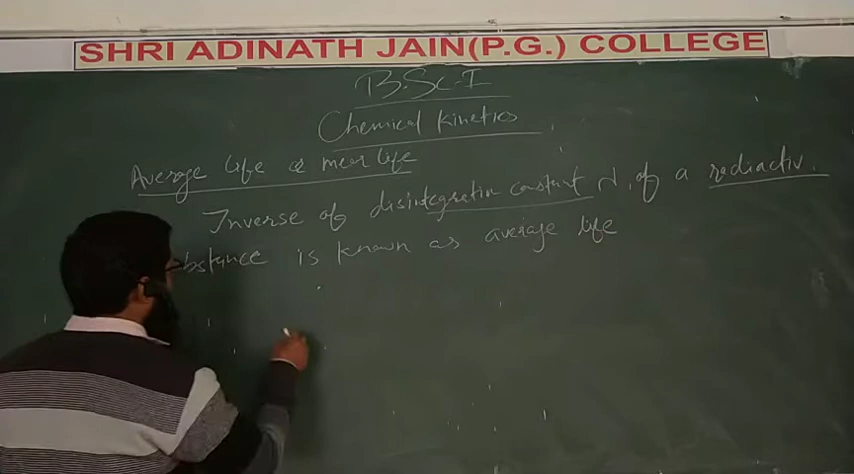 SHRI ADINATH JAIN(P.G.) COLLEGE
B.Sc-I
Chemical Kinetics
Average life or mean life
Inverse of disintegration constant of a radiactiv
bstance is known as average life